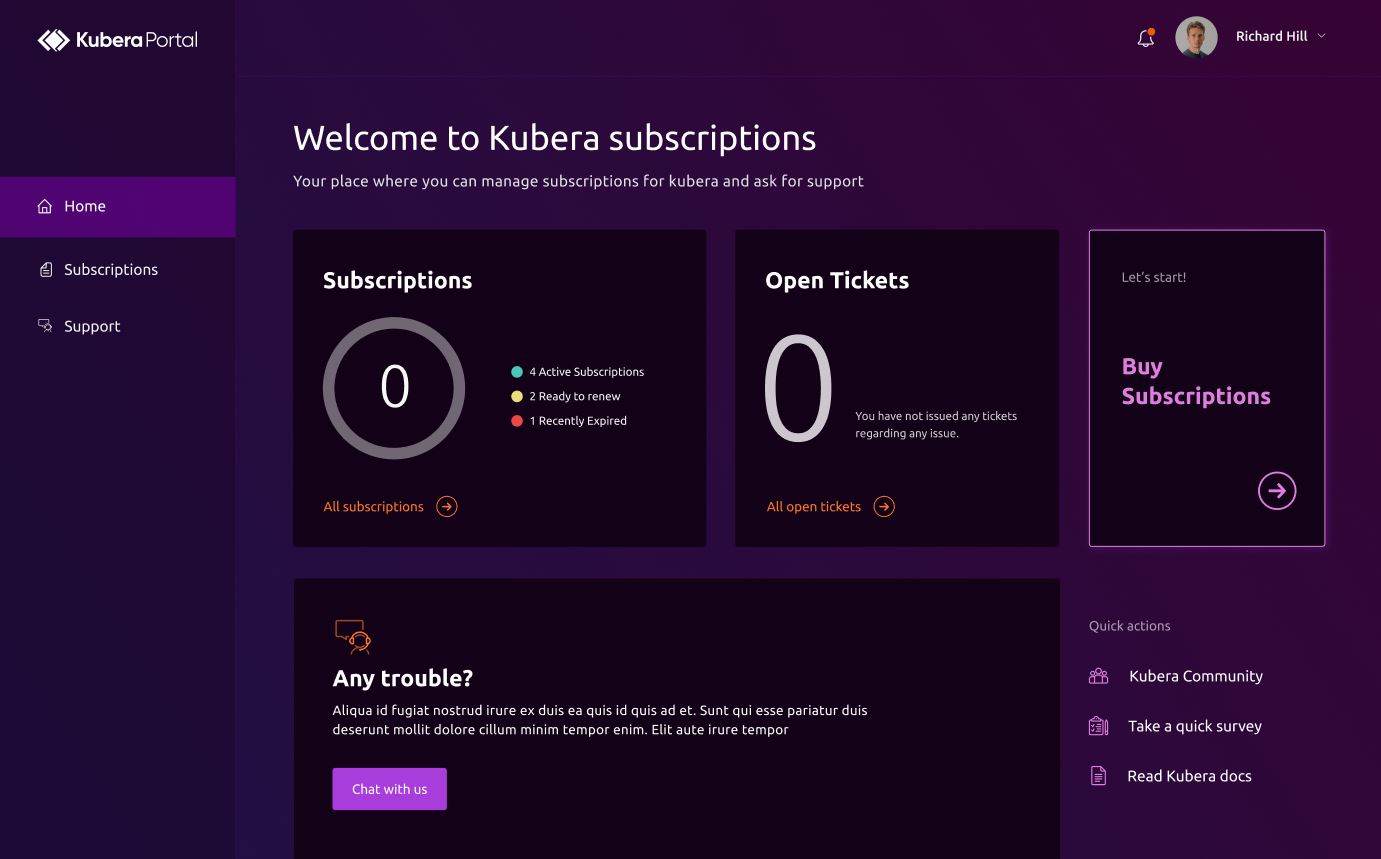 Kubera Portal
Richard Hill
Home
Subscriptions
Support
Welcome to Kubera subscriptions
Your place where you can manage subscriptions for kubera and ask for support
Subscriptions
0
4 Active Subscriptions
2 Ready to renew
1 Recently Expired
All subscriptions
Open Tickets
0
You have not issued any tickets
regarding any issue.
All open tickets
Let's start!
Buy
Subscriptions
Any trouble?
Aliqua id fugiat nostrud irure ex duis ea quis id quis ad et. Sunt qui esse pariatur duis
deserunt mollit dolore cillum minim tempor enim. Elit aute irure tempor
Chat with us
Quick actions
Kubera Community
Take a quick survey
Read Kubera docs